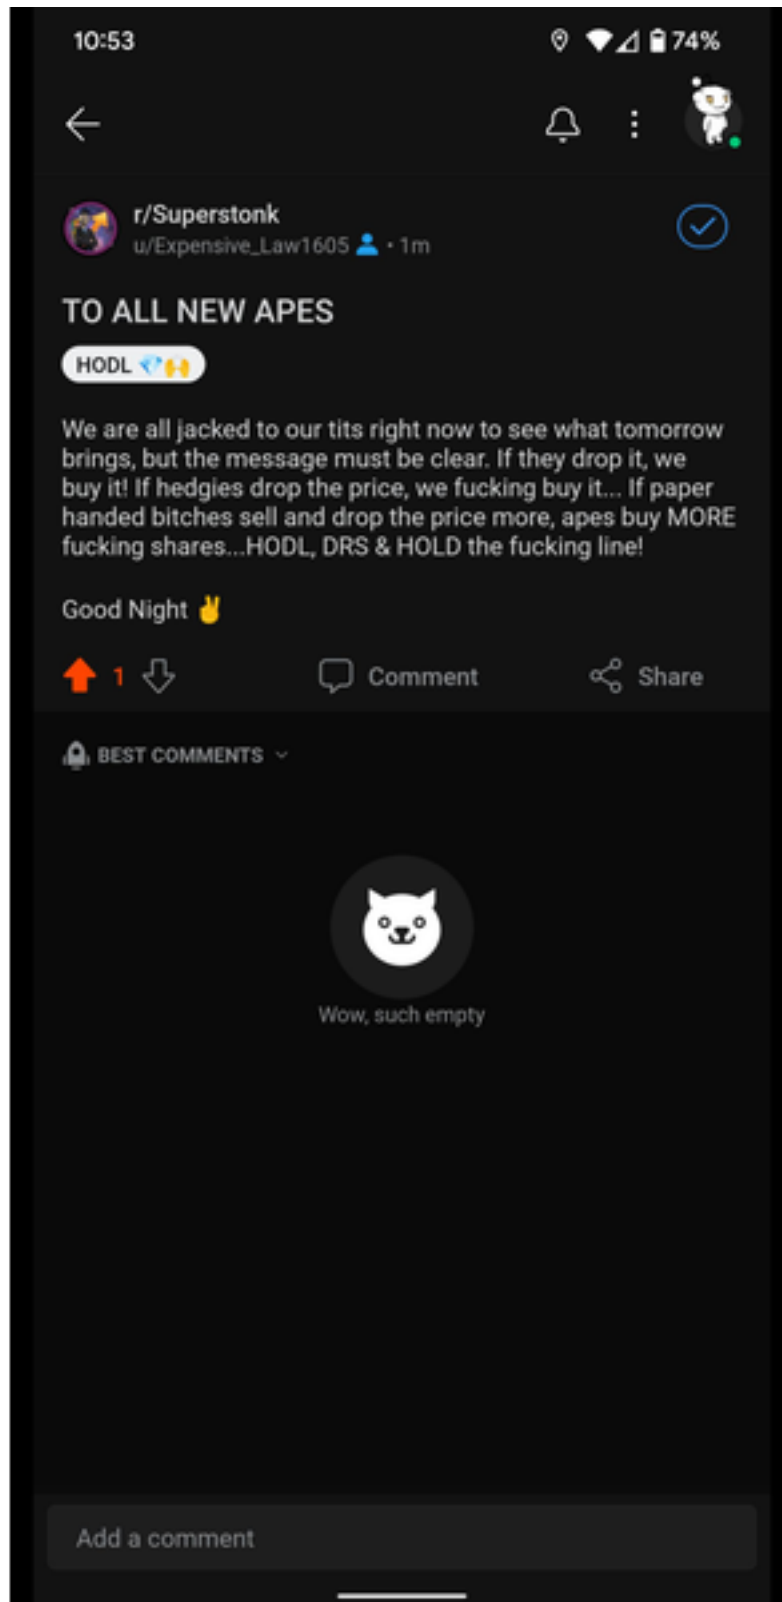 10:53
74%
r/Superstonk
u/Expensive_Law1605 👤 • 1m
TO ALL NEW APES
HODL 💎🙌
We are all jacked to our tits right now to see what tomorrow
brings, but the message must be clear. If they drop it, we
buy it! If hedgies drop the price, we fucking buy it... If paper
handed bitches sell and drop the price more, apes buy MORE
fucking shares...HODL, DRS & HOLD the fucking line!
Good Night ✌️
1
Comment
Share
BEST COMMENTS
Wow, such empty
Add a comment